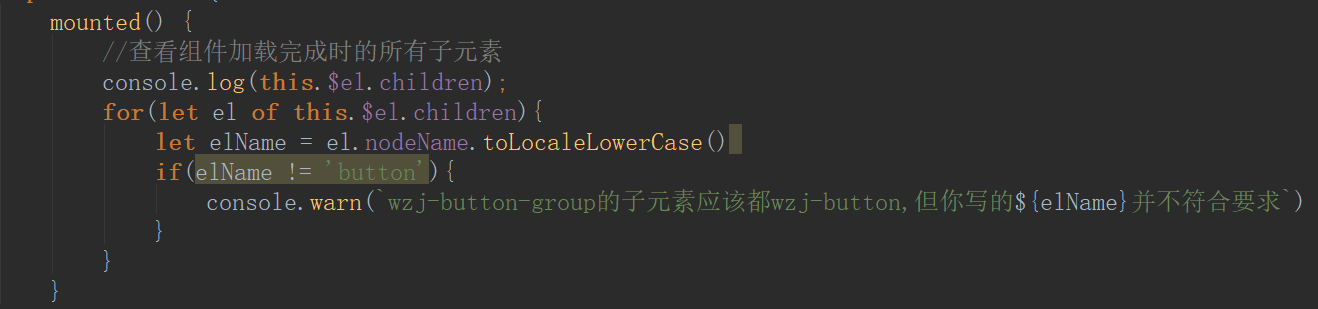 mounted() {
//查看组件加载完成时的所有子元素
console.log(this.$el.children);
for(let el of this.$el.children){
let elName = el.nodeName.toLocaleLowerCase()
if(elName != 'button'){
console.warn(`wzj-button-group的子元素应该都wzj-button,但你写的${elName}并不符合要求`)
}
}
}